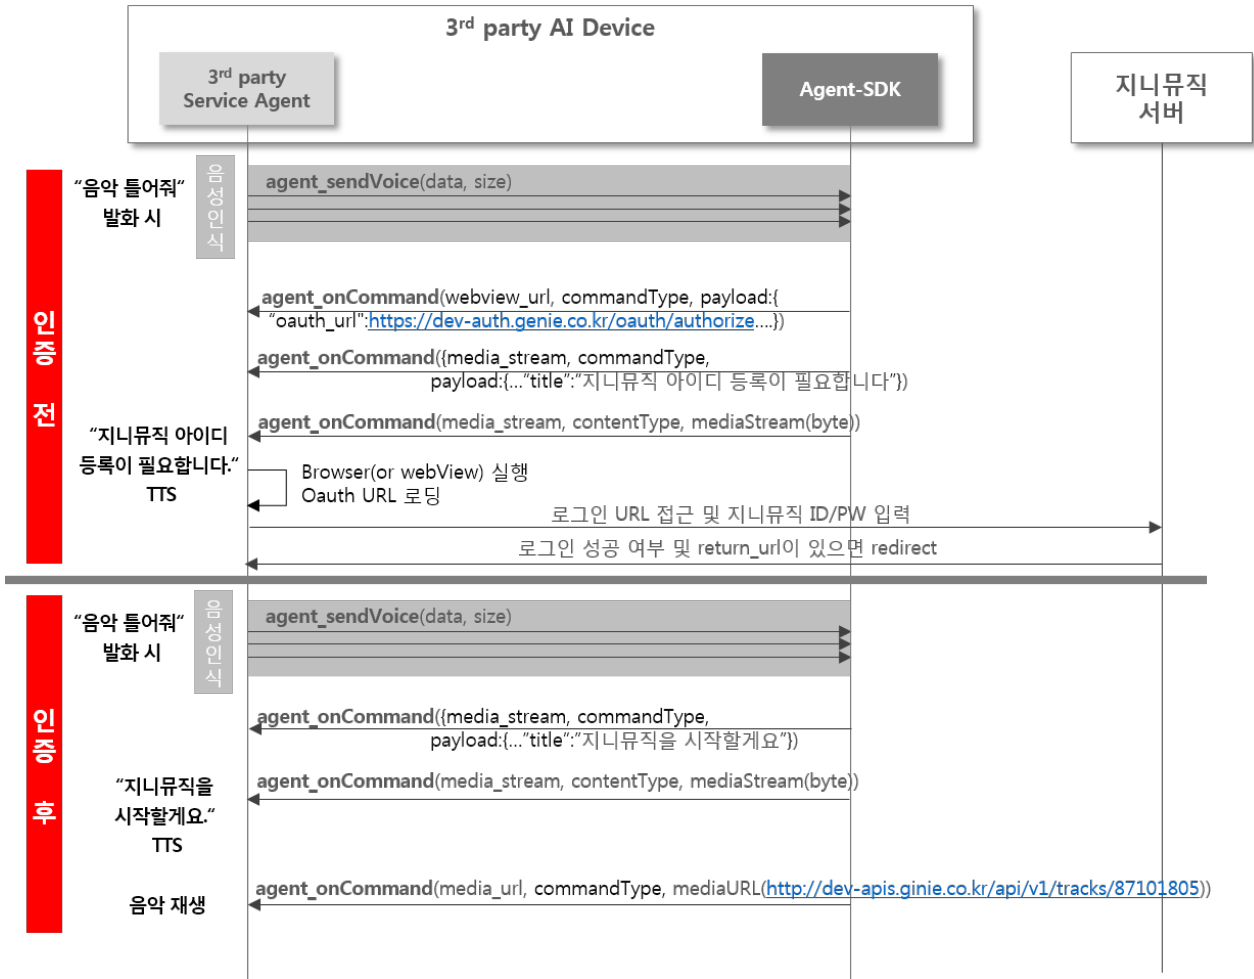 3rd party AI Device
3rd party
Service Agent
Agent-SDK
지니뮤직
서버
인증 전
“음악 틀어줘“
발화 시
음성인식
agent_sendVoice(data, size)
agent_onCommand(webview_url, commandType, payload:{
“oauth_url":https://dev-auth.genie.co.kr/oauth/authorize....})
agent_onCommand({media_stream, commandType,
payload:{...“title”:“지니뮤직 아이디 등록이 필요합니다”})
agent_onCommand(media_stream, contentType, mediaStream(byte))
“지니뮤직 아이디
등록이 필요합니다.“
TTS
Browser(or webView) 실행
Oauth URL 로딩
로그인 URL 접근 및 지니뮤직 ID/PW 입력
로그인 성공 여부 및 return_url이 있으면 redirect
인증 후
“음악 틀어줘“
발화 시
음성인식
agent_sendVoice(data, size)
agent_onCommand({media_stream, commandType,
payload:{...“title”:“지니뮤직을 시작할게요”})
agent_onCommand(media_stream, contentType, mediaStream(byte))
“지니뮤직을
시작할게요.“
TTS
agent_onCommand(media_url, commandType, mediaURL(http://dev-apis.ginie.co.kr/api/v1/tracks/87101805))
음악 재생